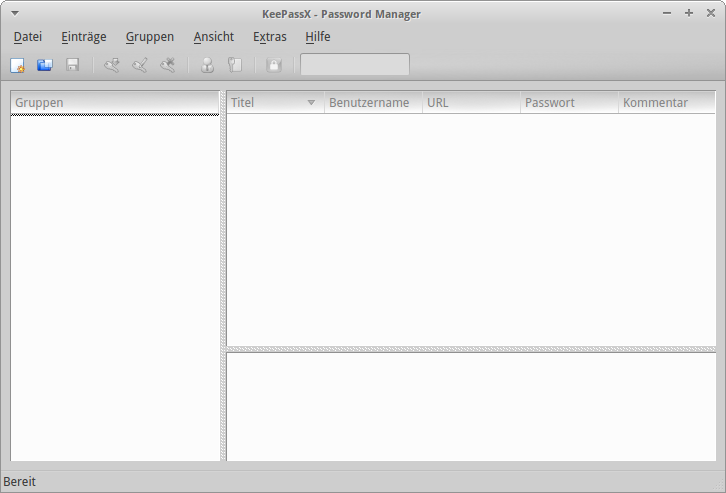 KeePassX - Password Manager
Datei Einträge Gruppen Ansicht Extras Hilfe
Gruppen Titel Benutzername URL Passwort Kommentar
Bereit